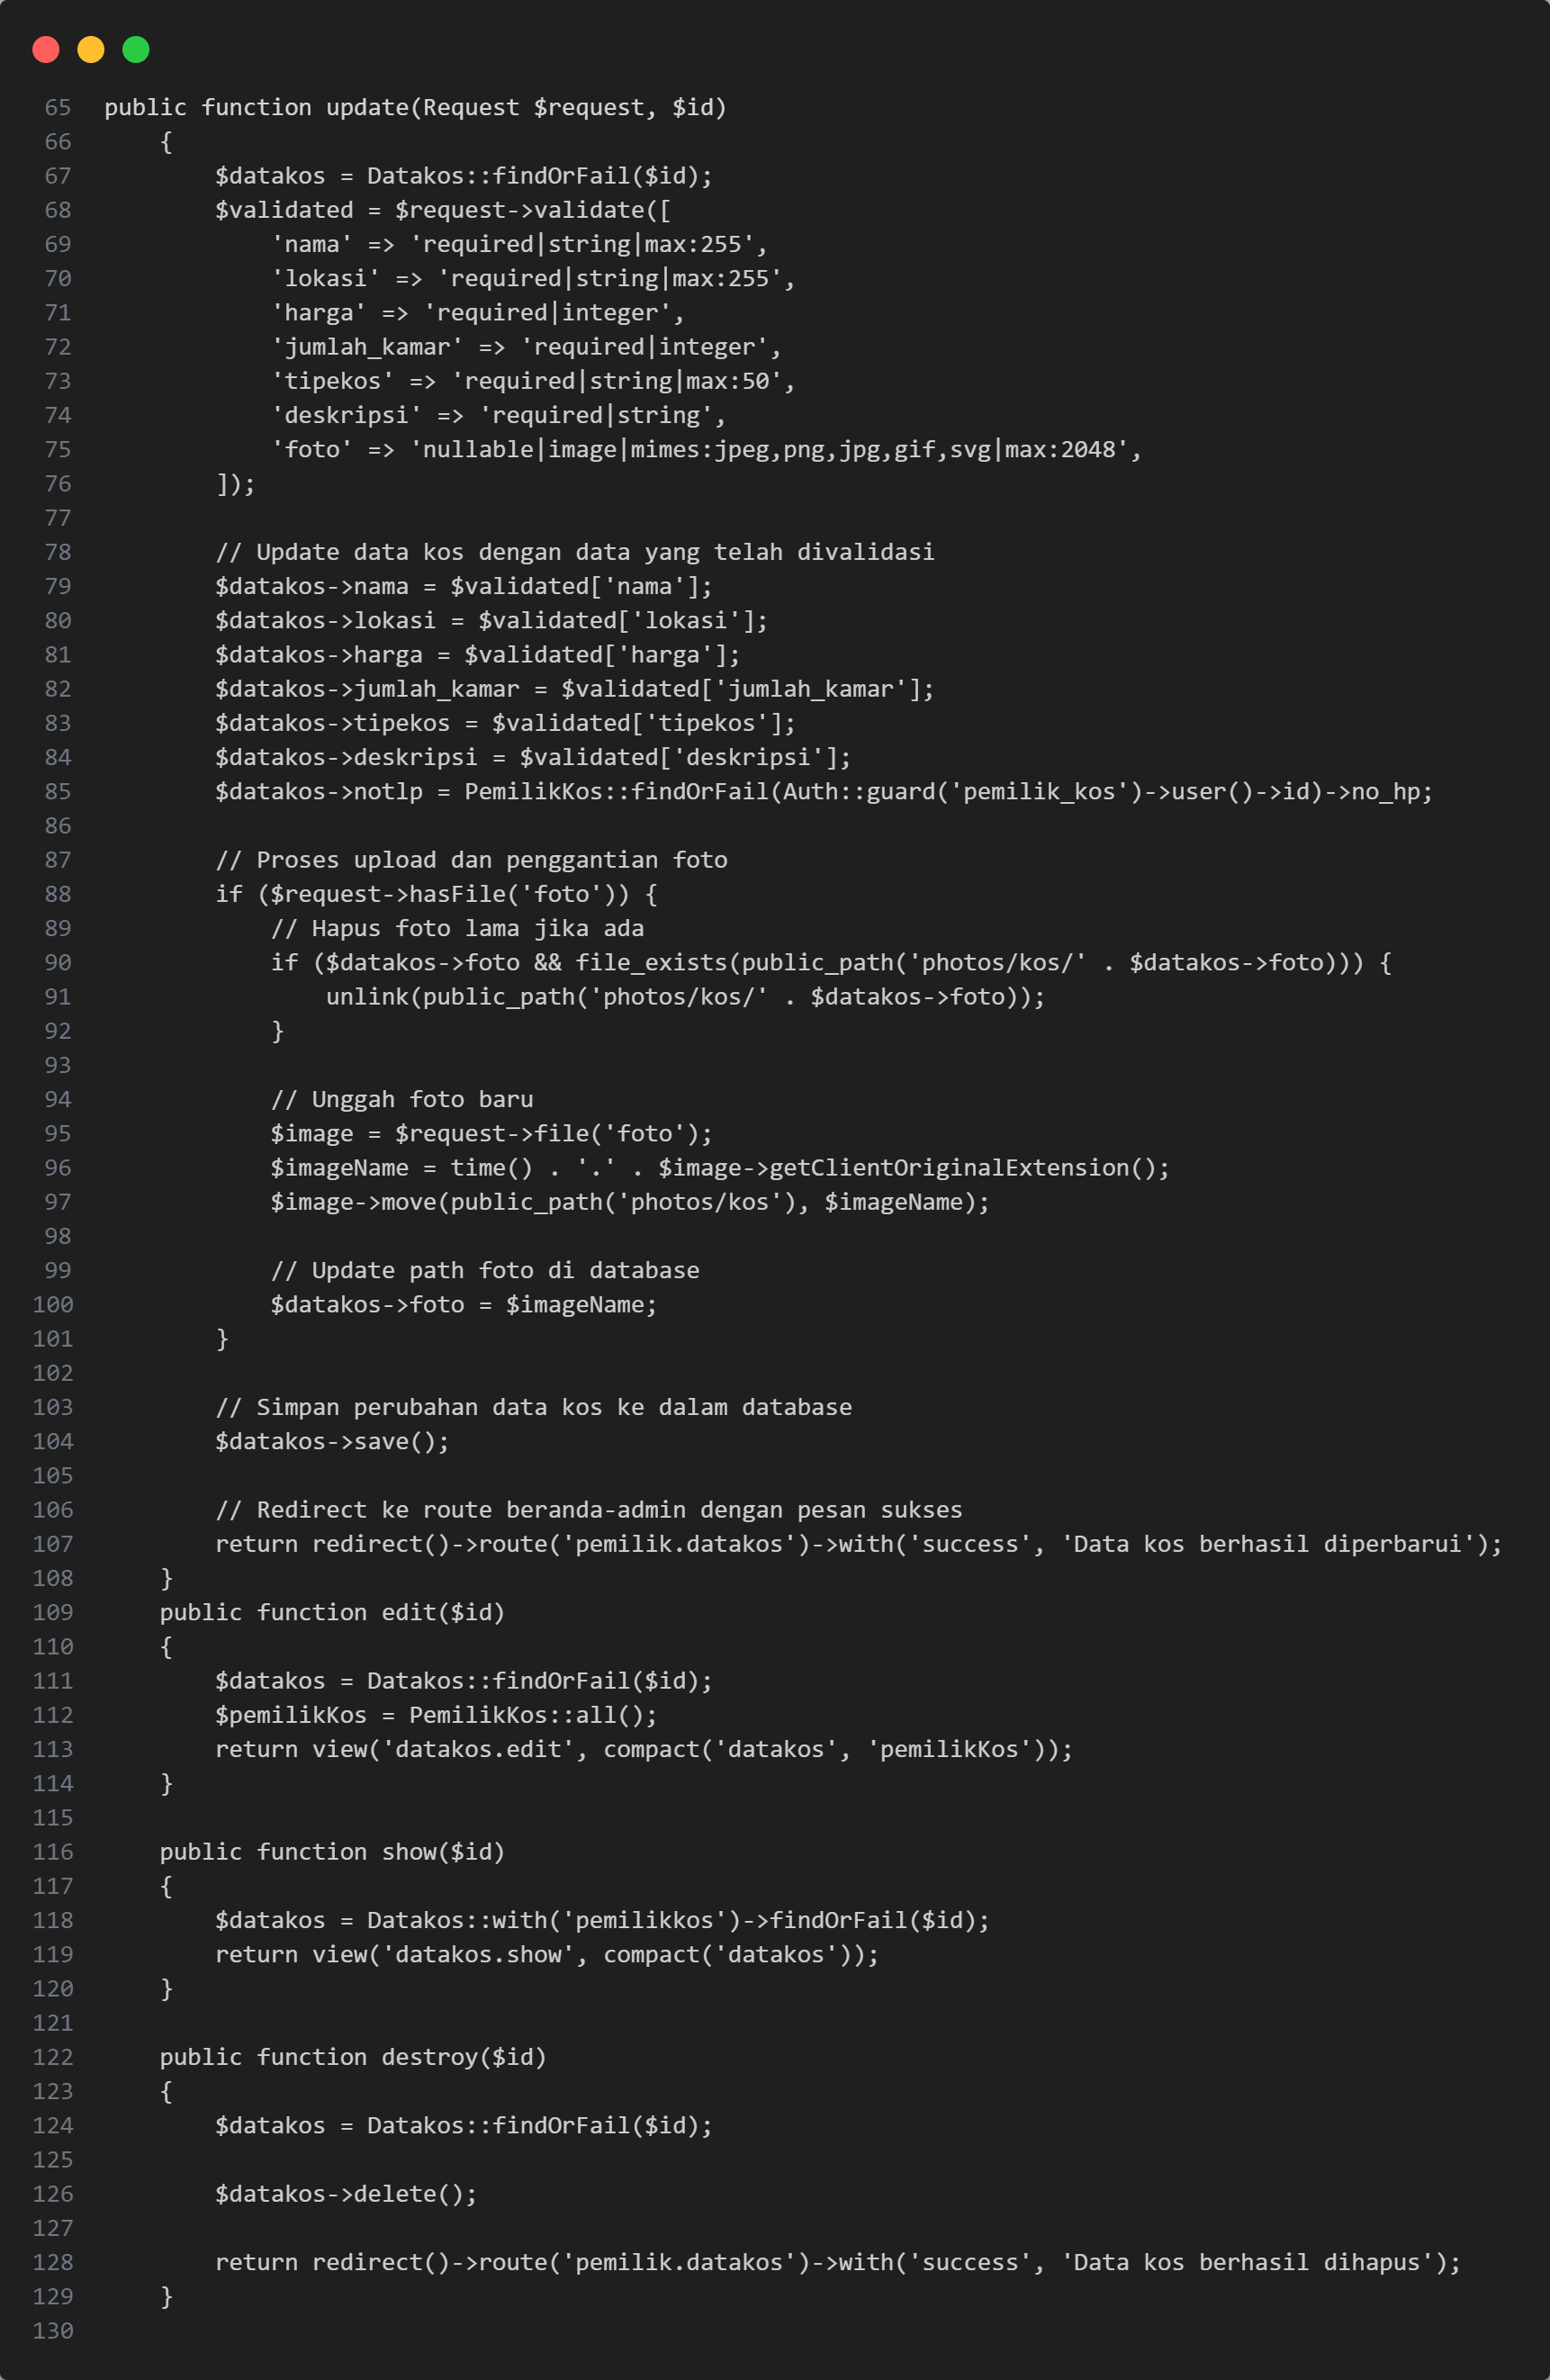 65 public function update(Request $request, $id)
66     {
67         $datakos = Datakos::findOrFail($id);
68         $validated = $request->validate([
69             'nama' => 'required|string|max:255',
70             'lokasi' => 'required|string|max:255',
71             'harga' => 'required|integer',
72             'jumlah_kamar' => 'required|integer',
73             'tipekos' => 'required|string|max:50',
74             'deskripsi' => 'required|string',
75             'foto' => 'nullable|image|mimes:jpeg,png,jpg,gif,svg|max:2048',
76         ]);
77
78         // Update data kos dengan data yang telah divalidasi
79         $datakos->nama = $validated['nama'];
80         $datakos->lokasi = $validated['lokasi'];
81         $datakos->harga = $validated['harga'];
82         $datakos->jumlah_kamar = $validated['jumlah_kamar'];
83         $datakos->tipekos = $validated['tipekos'];
84         $datakos->deskripsi = $validated['deskripsi'];
85         $datakos->notlp = PemilikKos::findOrFail(Auth::guard('pemilik_kos')->user()->id)->no_hp;
86
87         // Proses upload dan penggantian foto
88         if ($request->hasFile('foto')) {
89             // Hapus foto lama jika ada
90             if ($datakos->foto && file_exists(public_path('photos/kos/' . $datakos->foto))) {
91                 unlink(public_path('photos/kos/' . $datakos->foto));
92             }
93
94             // Unggah foto baru
95             $image = $request->file('foto');
96             $imageName = time() . '.' . $image->getClientOriginalExtension();
97             $image->move(public_path('photos/kos'), $imageName);
98
99             // Update path foto di database
100             $datakos->foto = $imageName;
101         }
102
103         // Simpan perubahan data kos ke dalam database
104         $datakos->save();
105
106         // Redirect ke route beranda-admin dengan pesan sukses
107         return redirect()->route('pemilik.datakos')->with('success', 'Data kos berhasil diperbarui');
108     }
109     public function edit($id)
110     {
111         $datakos = Datakos::findOrFail($id);
112         $pemilikKos = PemilikKos::all();
113         return view('datakos.edit', compact('datakos', 'pemilikKos'));
114     }
115
116     public function show($id)
117     {
118         $datakos = Datakos::with('pemilikkos')->findOrFail($id);
119         return view('datakos.show', compact('datakos'));
120     }
121
122     public function destroy($id)
123     {
124         $datakos = Datakos::findOrFail($id);
125
126         $datakos->delete();
127
128         return redirect()->route('pemilik.datakos')->with('success', 'Data kos berhasil dihapus');
129     }
130